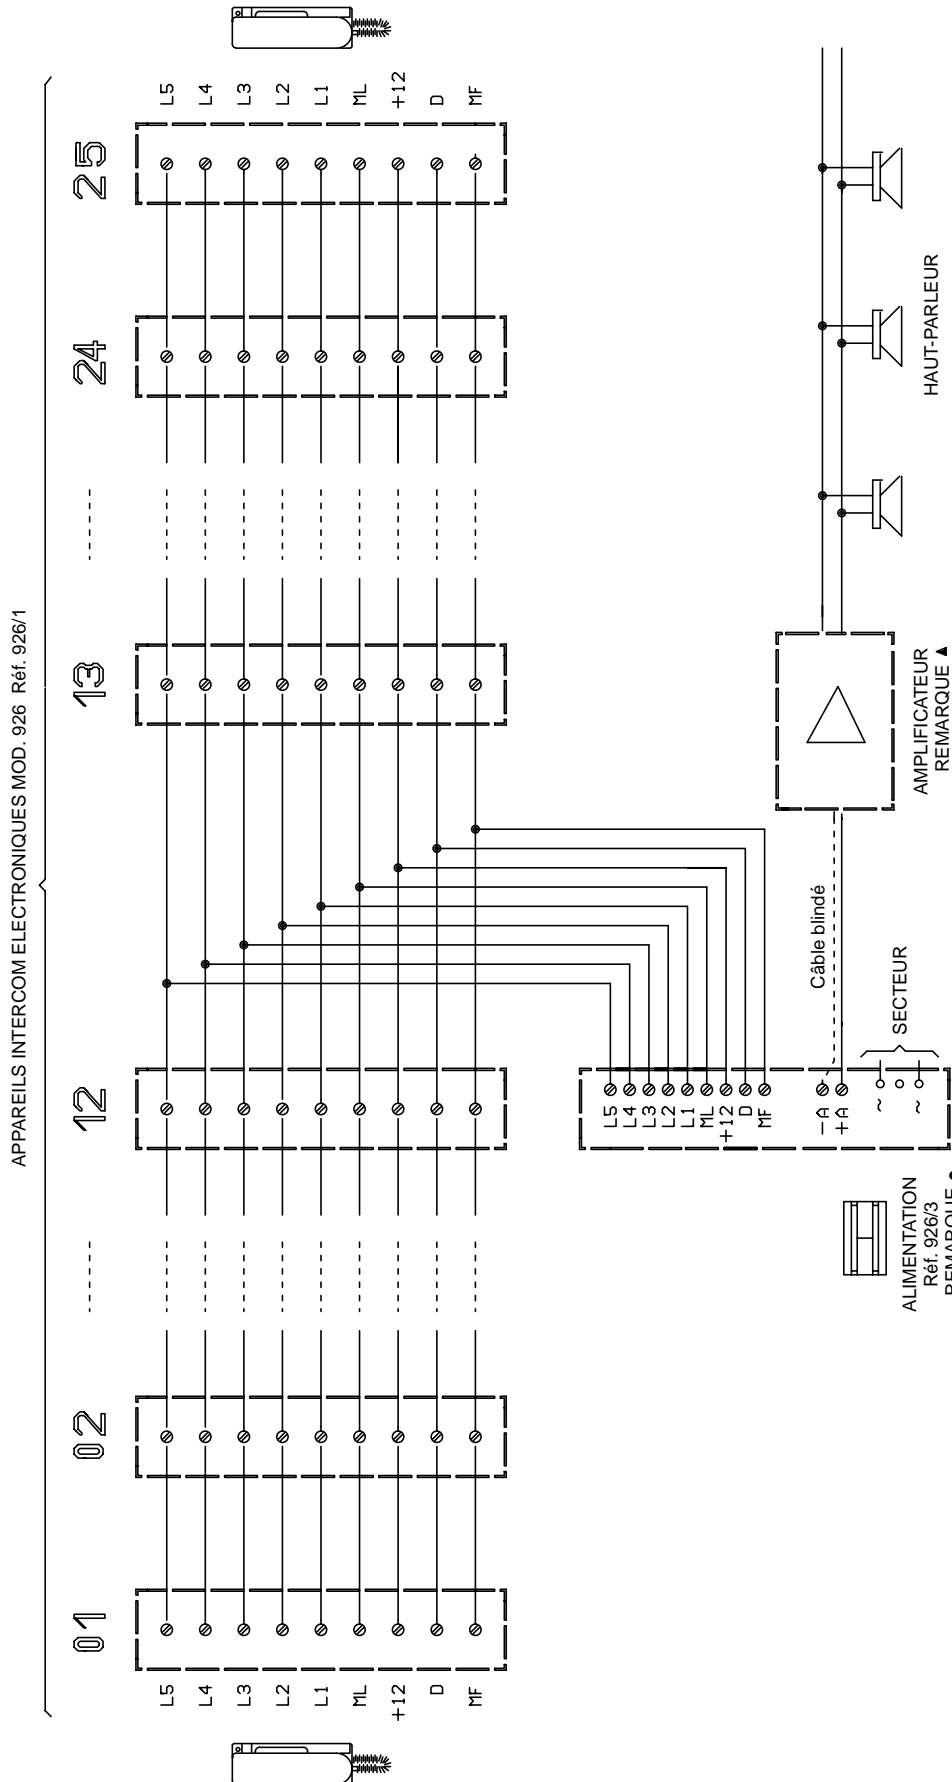 APPAREILS INTERCOM ELECTRONIQUES MOD. 926 Réf. 926/1
01
02
12
13
24
25
L5
L4
L3
L2
L1
ML
+12
D
MF
L5
L4
L3
L2
L1
ML
+12
D
MF
L5
L4
L3
L2
L1
ML
+12
D
MF
-A
+A
~
~
SECTEUR
Câble blindé
ALIMENTATION
Réf. 926/3
REMARQUE
AMPLIFICATEUR
REMARQUE ▲
HAUT-PARLEUR